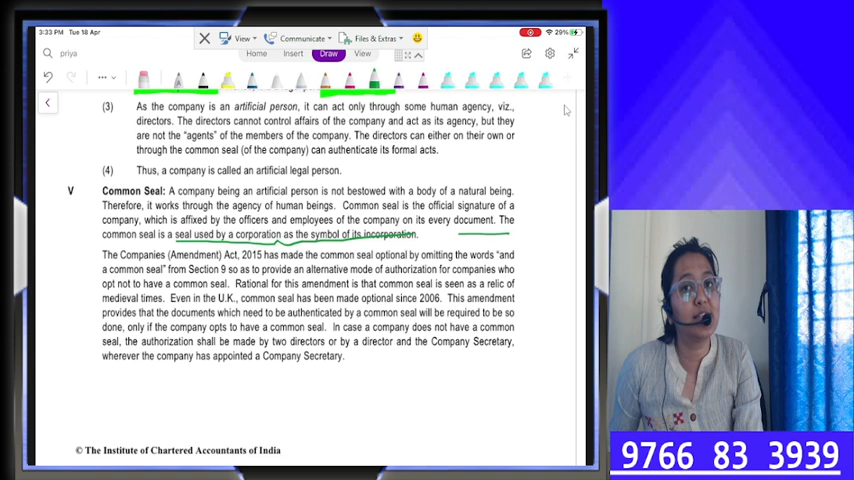 3:33 PM Tue 18 Apr
29%
View
Communicate
Files & Extras
priya
Home
Insert
Draw
View
(3) As the company is an artificial person, it can act only through some human agency, viz.,
directors. The directors cannot control affairs of the company and act as its agency, but they
are not the “agents” of the members of the company. The directors can either on their own or
through the common seal (of the company) can authenticate its formal acts.
(4) Thus, a company is called an artificial legal person.
V Common Seal: A company being an artificial person is not bestowed with a body of a natural being.
Therefore, it works through the agency of human beings. Common seal is the official signature of a
company, which is affixed by the officers and employees of the company on its every document. The
common seal is a seal used by a corporation as the symbol of its incorporation.
The Companies (Amendment) Act, 2015 has made the common seal optional by omitting the words “and
a common seal” from Section 9 so as to provide an alternative mode of authorization for companies who
opt not to have a common seal. Rational for this amendment is that common seal is seen as a relic of
medieval times. Even in the U.K., common seal has been made optional since 2006. This amendment
provides that the documents which need to be authenticated by a common seal will be required to be so
done, only if the company opts to have a common seal. In case a company does not have a common
seal, the authorization shall be made by two directors or by a director and the Company Secretary,
wherever the company has appointed a Company Secretary.
© The Institute of Chartered Accountants of India
9766 83 3939